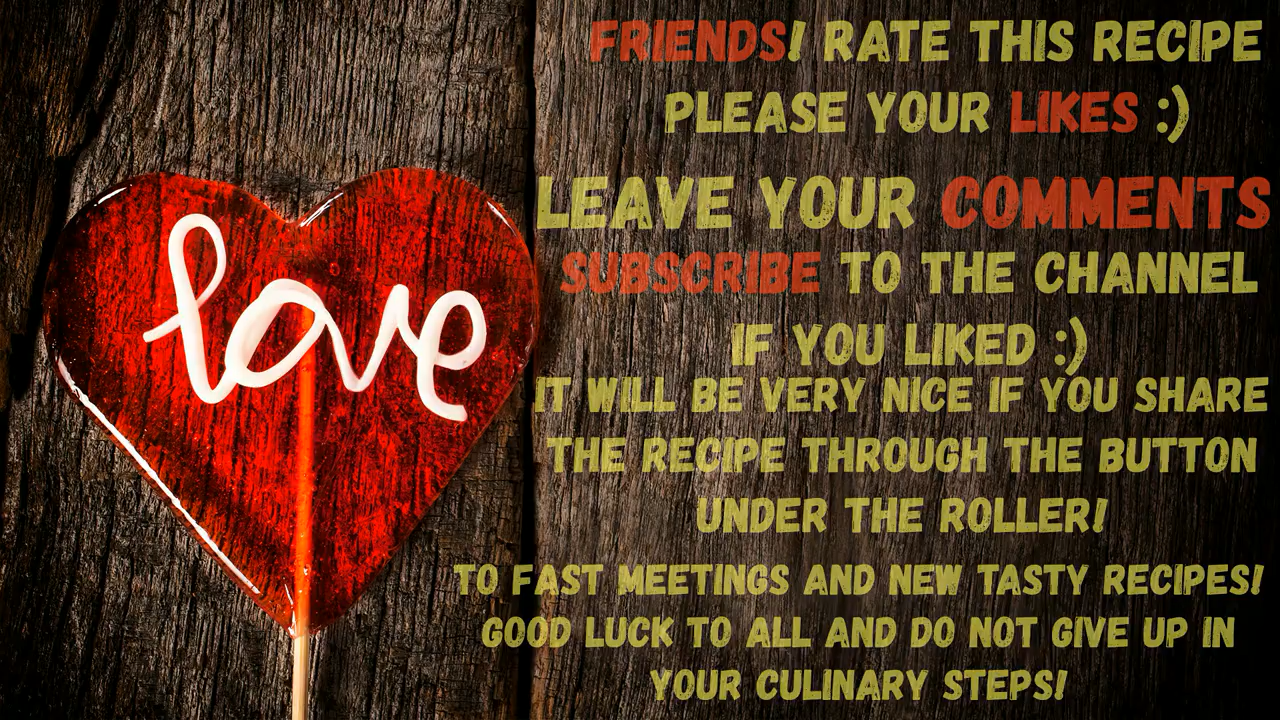 love
FRIENDS! RATE THIS RECIPE
PLEASE YOUR LIKES :)
LEAVE YOUR COMMENTS
SUBSCRIBE TO THE CHANNEL
IF YOU LIKED :)
IT WILL BE VERY NICE IF YOU SHARE
THE RECIPE THROUGH THE BUTTON
UNDER THE ROLLER!
TO FAST MEETINGS AND NEW TASTY RECIPES!
GOOD LUCK TO ALL AND DO NOT GIVE UP IN
YOUR CULINARY STEPS!